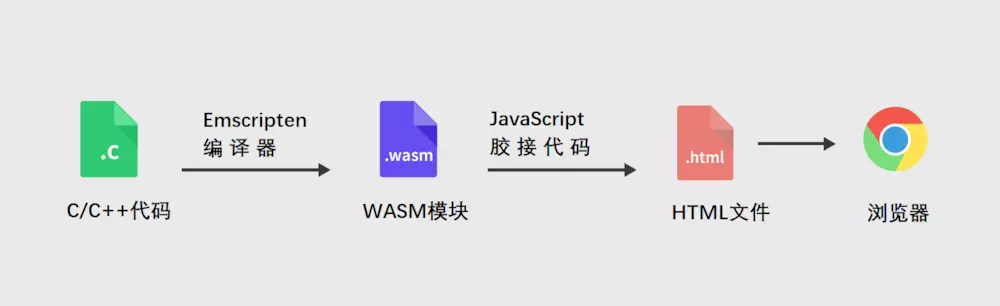 Emscripten
编译器
JavaScript
胶接代码
.C
.wasm
.html
C/C++代码
WASM模块
HTML文件
浏览器